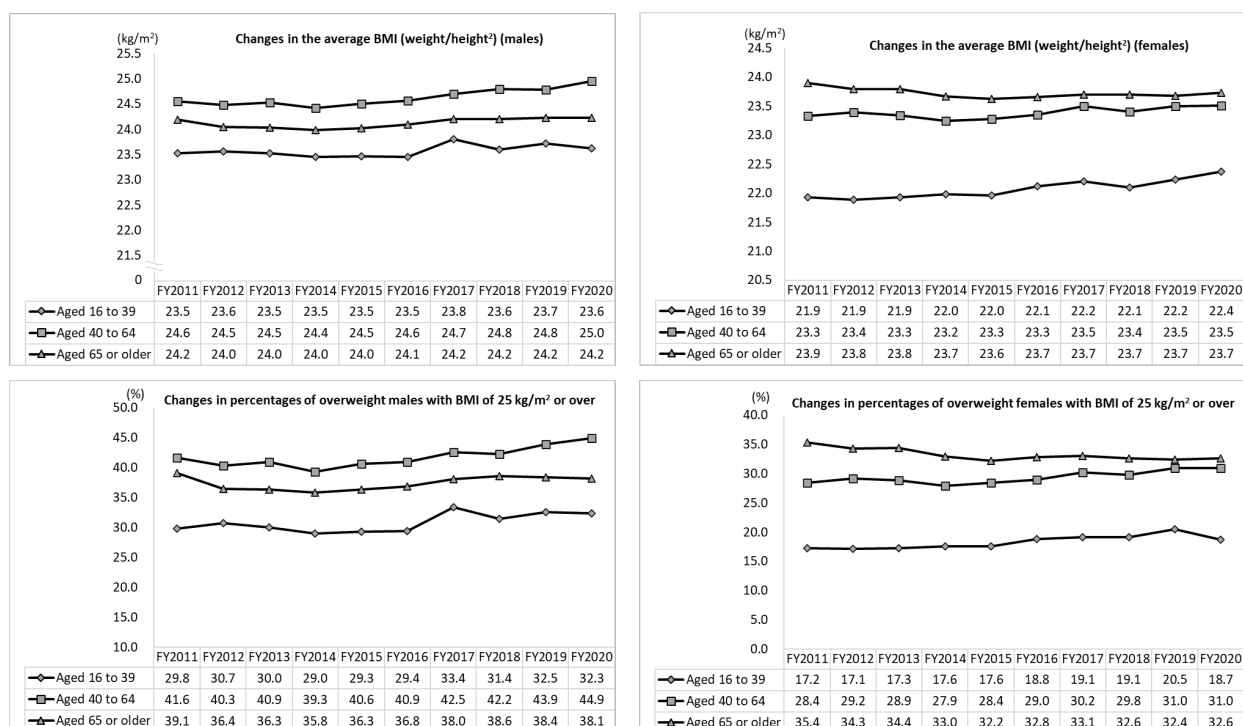 Changes in the average BMI (weight/height²) (males)
(kg/m²)
25.5
25.0
24.5
24.0
23.5
23.0
22.5
22.0
21.5
0
FY2011 FY2012 FY2013 FY2014 FY2015 FY2016 FY2017 FY2018 FY2019 FY2020
Aged 16 to 39 23.5 23.6 23.5 23.5 23.5 23.5 23.8 23.6 23.7 23.6
Aged 40 to 64 24.6 24.5 24.5 24.4 24.5 24.6 24.7 24.8 24.8 25.0
Aged 65 or older 24.2 24.0 24.0 24.0 24.0 24.1 24.2 24.2 24.2 24.2
Changes in the average BMI (weight/height²) (females)
(kg/m²)
24.5
24.0
23.5
23.0
22.5
22.0
21.5
21.0
20.5
FY2011 FY2012 FY2013 FY2014 FY2015 FY2016 FY2017 FY2018 FY2019 FY2020
Aged 16 to 39 21.9 21.9 21.9 22.0 22.0 22.1 22.2 22.1 22.2 22.4
Aged 40 to 64 23.3 23.4 23.3 23.2 23.3 23.3 23.5 23.4 23.5 23.5
Aged 65 or older 23.9 23.8 23.8 23.7 23.6 23.7 23.7 23.7 23.7 23.7
Changes in percentages of overweight males with BMI of 25 kg/m² or over
(%)
50.0
45.0
40.0
35.0
30.0
25.0
20.0
15.0
10.0
FY2011 FY2012 FY2013 FY2014 FY2015 FY2016 FY2017 FY2018 FY2019 FY2020
Aged 16 to 39 29.8 30.7 30.0 29.0 29.3 29.4 33.4 31.4 32.5 32.3
Aged 40 to 64 41.6 40.3 40.9 39.3 40.6 40.9 42.5 42.2 43.9 44.9
Aged 65 or older 39.1 36.4 36.3 35.8 36.3 36.8 38.0 38.6 38.4 38.1
Changes in percentages of overweight females with BMI of 25 kg/m² or over
(%)
40.0
35.0
30.0
25.0
20.0
15.0
10.0
5.0
0.0
FY2011 FY2012 FY2013 FY2014 FY2015 FY2016 FY2017 FY2018 FY2019 FY2020
Aged 16 to 39 17.2 17.1 17.3 17.6 17.6 18.8 19.1 19.1 20.5 18.7
Aged 40 to 64 28.4 29.2 28.9 27.9 28.4 29.0 30.2 29.8 31.0 31.0
Aged 65 or older 35.4 34.3 34.4 33.0 32.2 32.8 33.1 32.6 32.4 32.6